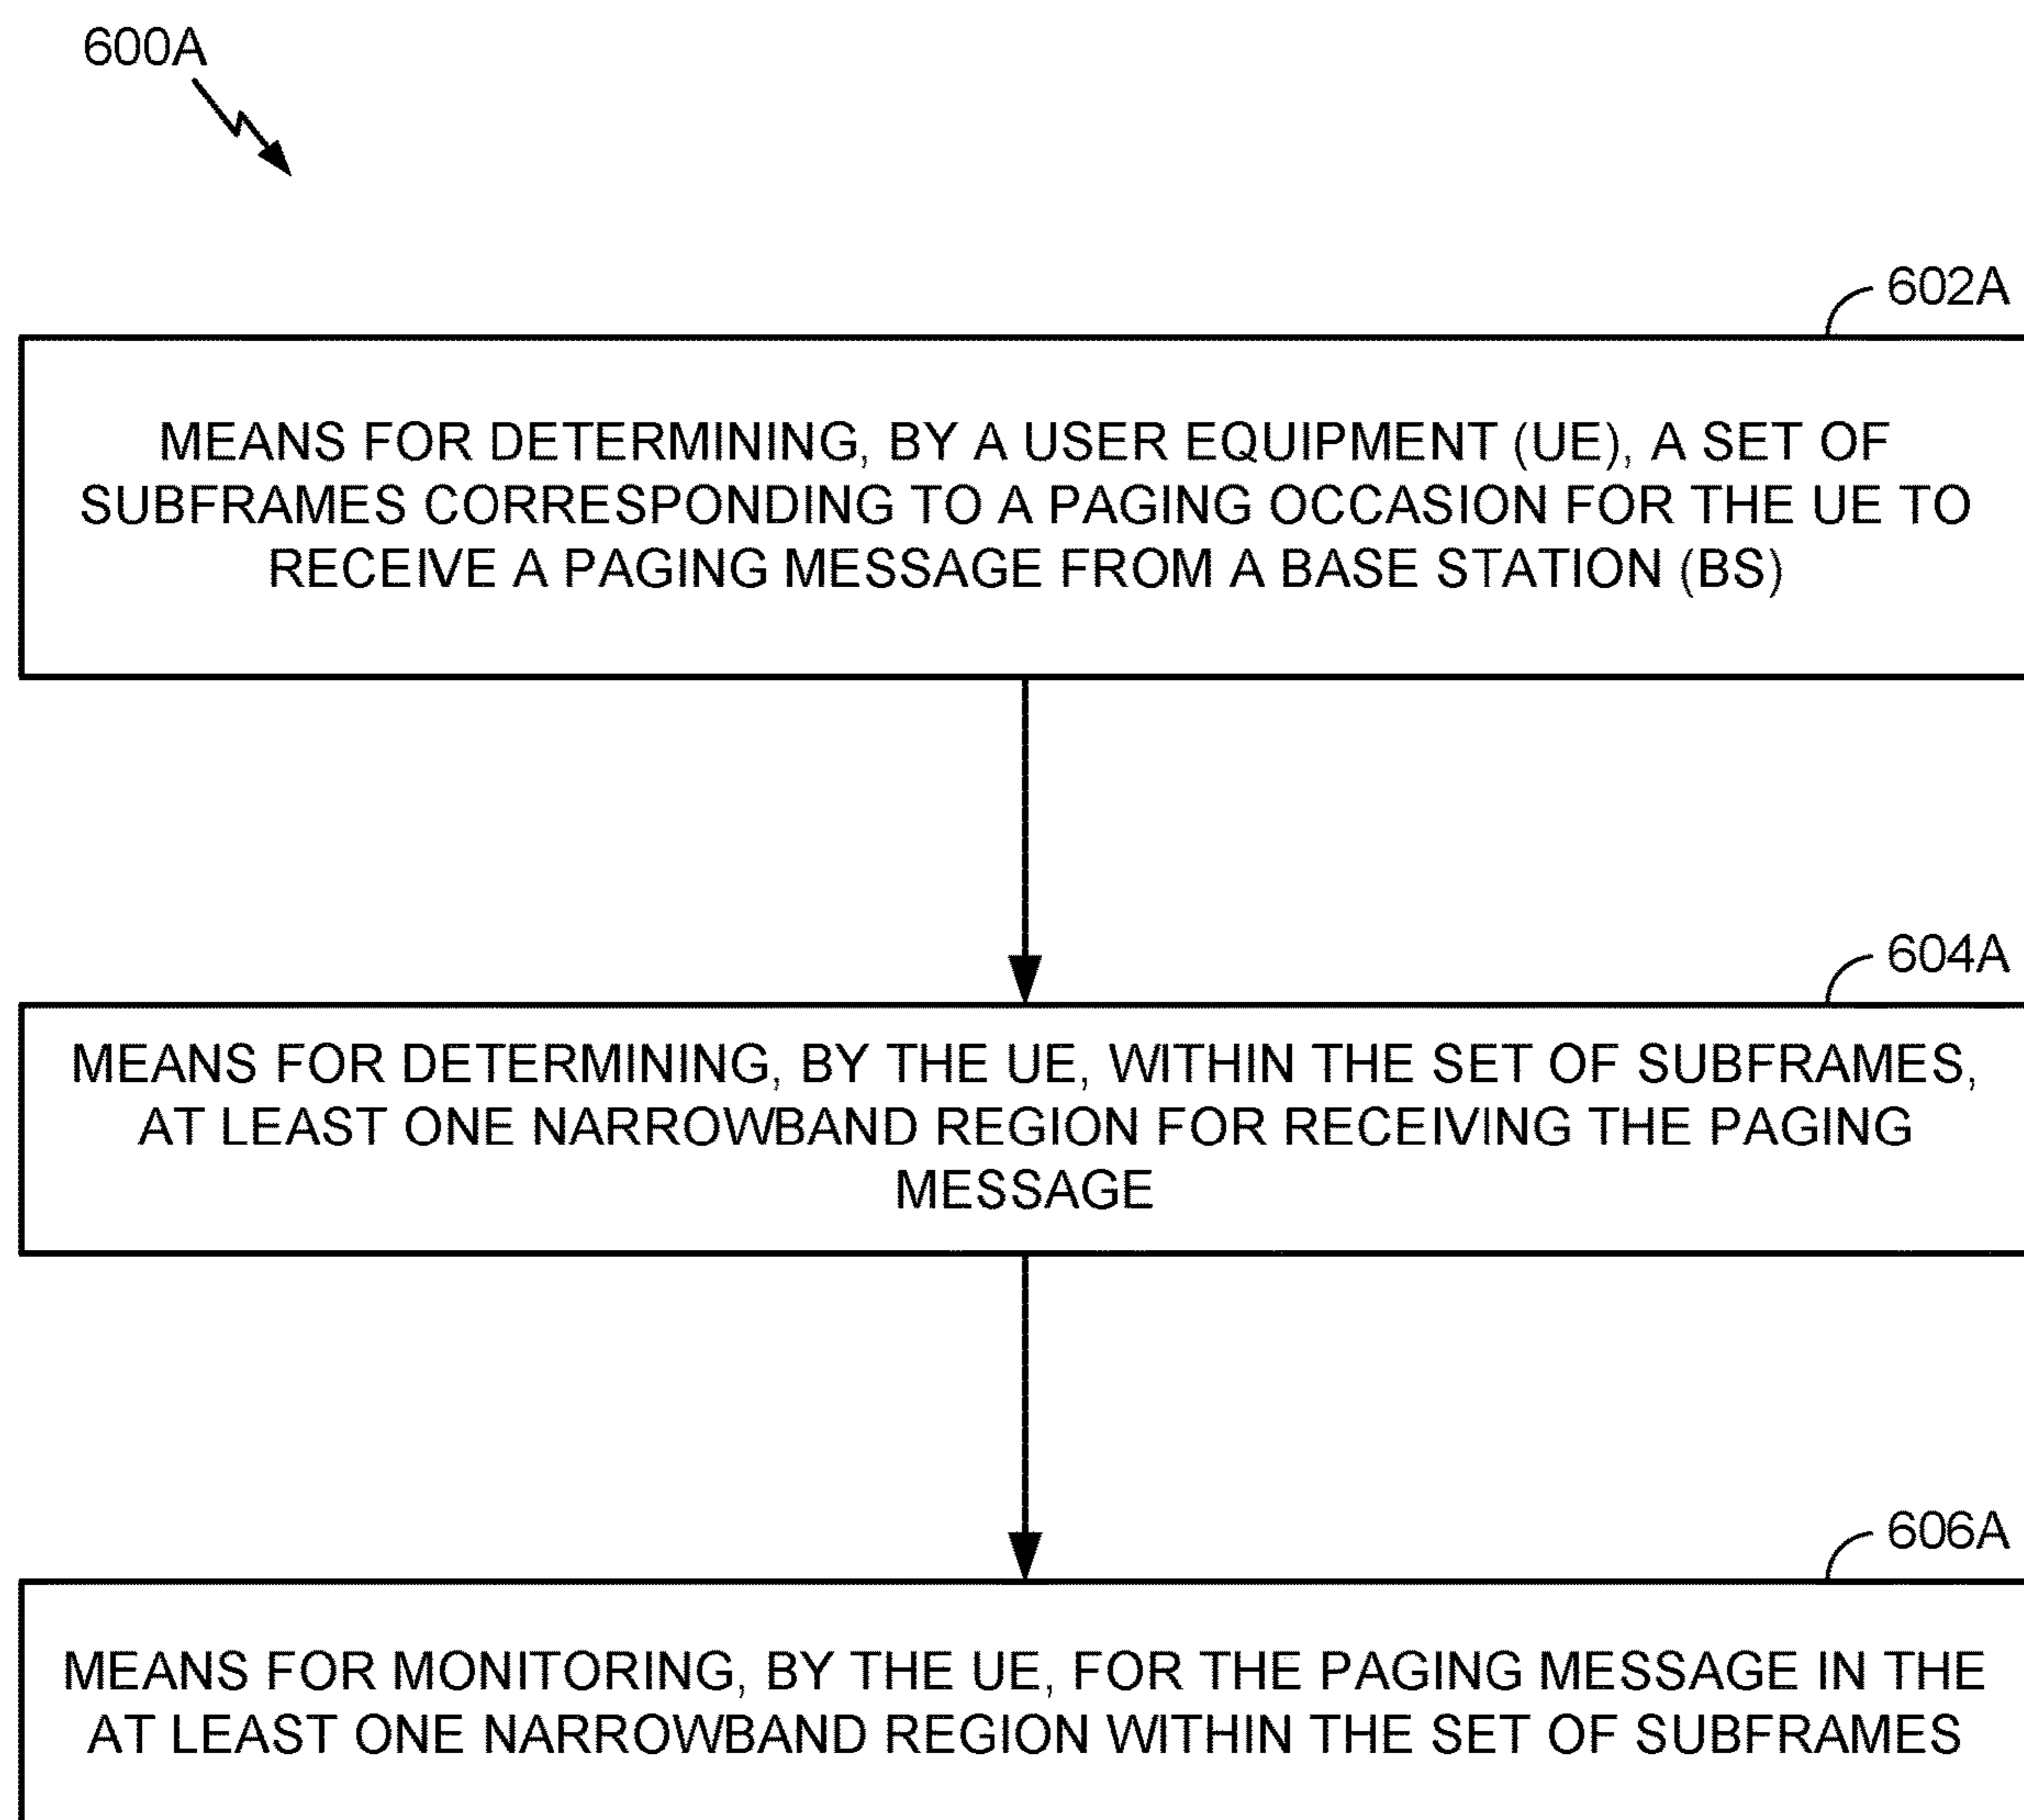 600A
602A
MEANS FOR DETERMINING, BY A USER EQUIPMENT (UE), A SET OF
SUBFRAMES CORRESPONDING TO A PAGING OCCASION FOR THE UE TO
RECEIVE A PAGING MESSAGE FROM A BASE STATION (BS)
604A
MEANS FOR DETERMINING, BY THE UE, WITHIN THE SET OF SUBFRAMES,
AT LEAST ONE NARROWBAND REGION FOR RECEIVING THE PAGING
MESSAGE
606A
MEANS FOR MONITORING, BY THE UE, FOR THE PAGING MESSAGE IN THE
AT LEAST ONE NARROWBAND REGION WITHIN THE SET OF SUBFRAMES